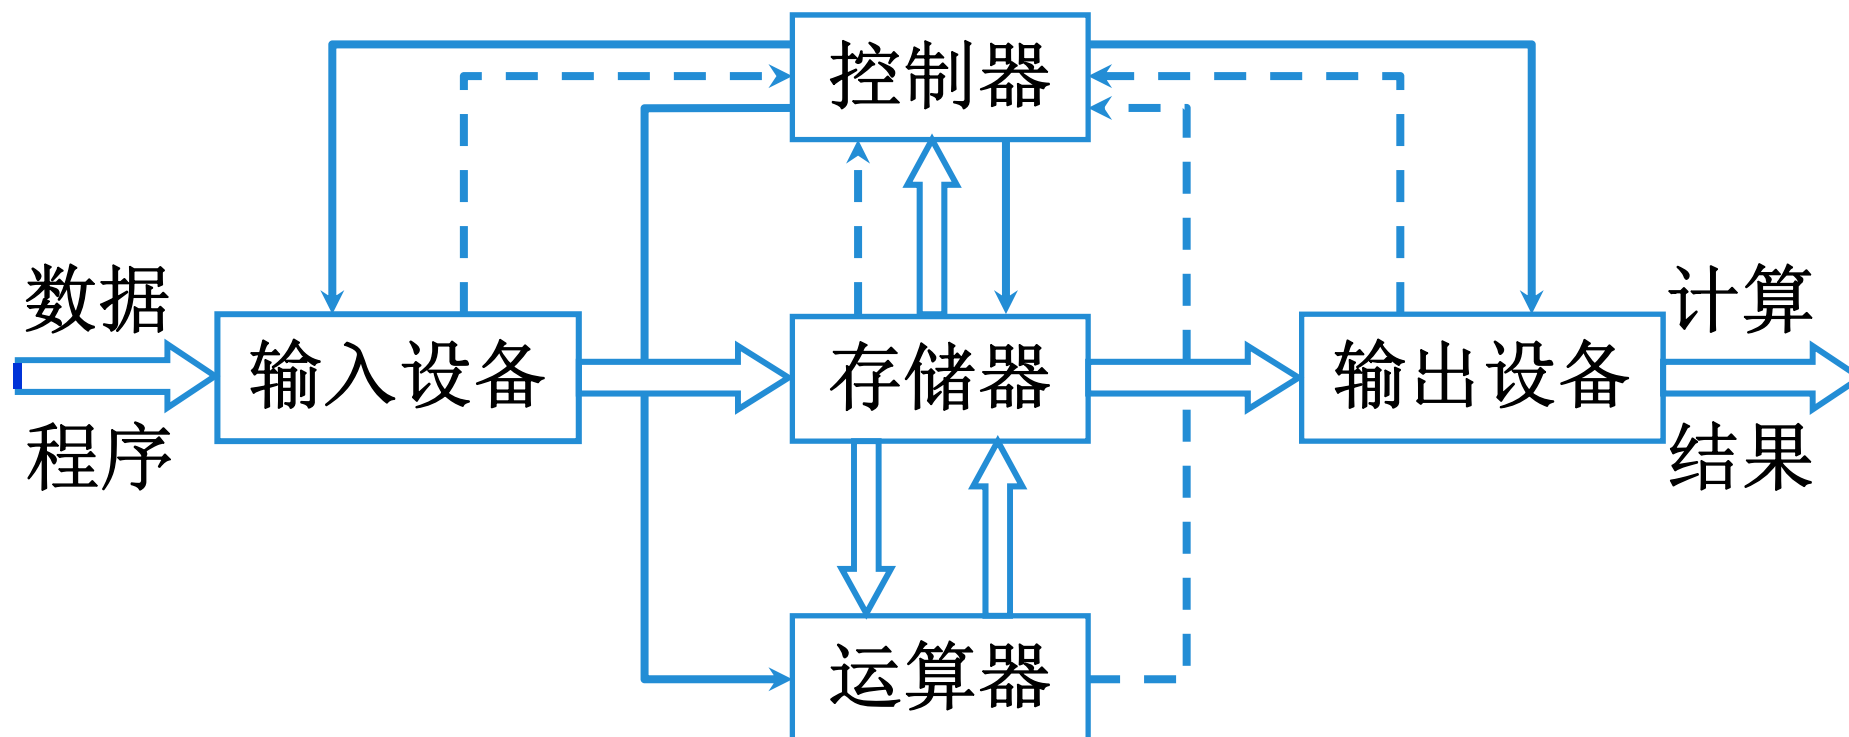 控制器
数据
程序
输入设备
存储器
输出设备
计算
结果
运算器